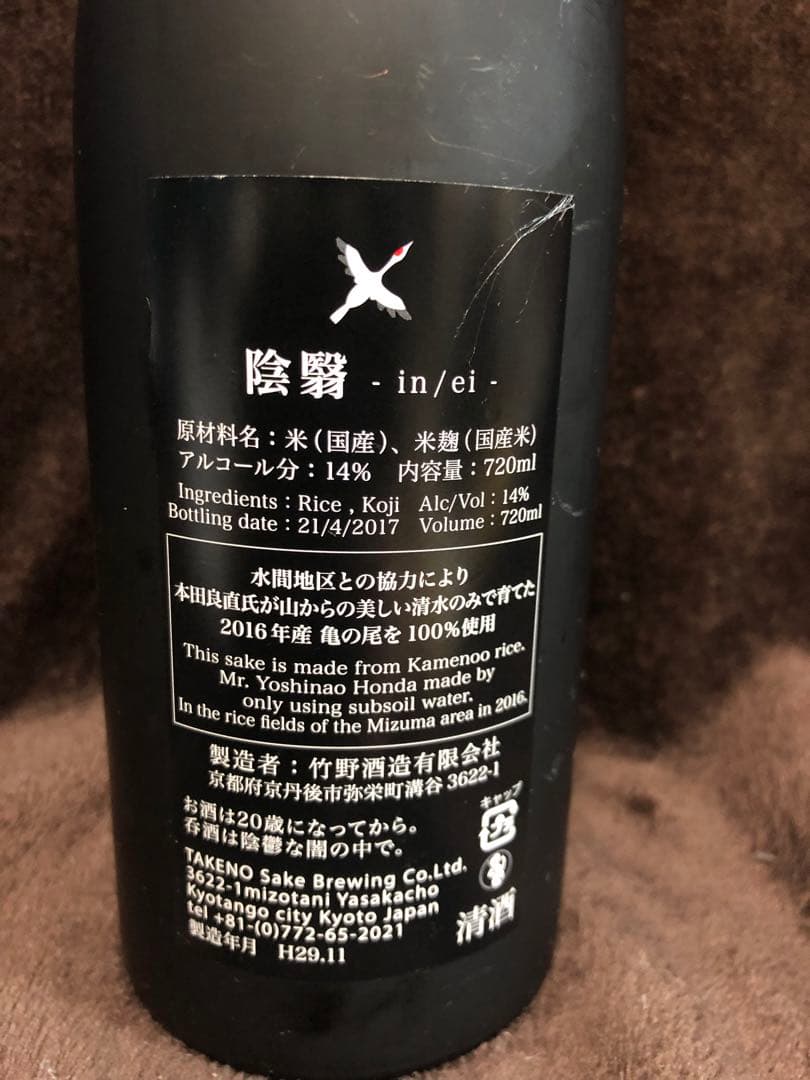 陰翳 - in/ei -
原材料名：米（国産）、米麹（国産米）
アルコール分：14%　内容量：720ml
Ingredients : Rice , Koji　Alc/Vol : 14%
Bottling date : 21/4/2017　Volume : 720ml
水間地区との協力により
本田良直氏が山からの美しい清水のみで育てた
2016年産 亀の尾を100%使用
This sake is made from Kamenoo rice.
Mr. Yoshinao Honda made by
only using subsoil water.
In the rice fields of the Mizuma area in 2016.
製造者：竹野酒造有限会社
京都府京丹後市弥栄町溝谷3622-1
お酒は20歳になってから。
呑酒は陰鬱な闇の中で。
キャップ
プラ
TAKENO Sake Brewing Co.Ltd.
3622-1mizotani Yasakacho
Kyotango city Kyoto Japan
tel +81-(0)772-65-2021
製造年月　H29.11
清酒